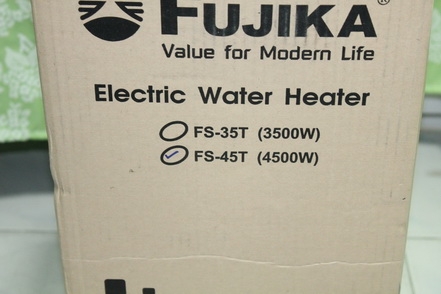 FUJIKA®
Value for Modern Life
Electric Water Heater
FS-35T (3500W)
FS-45T (4500W)